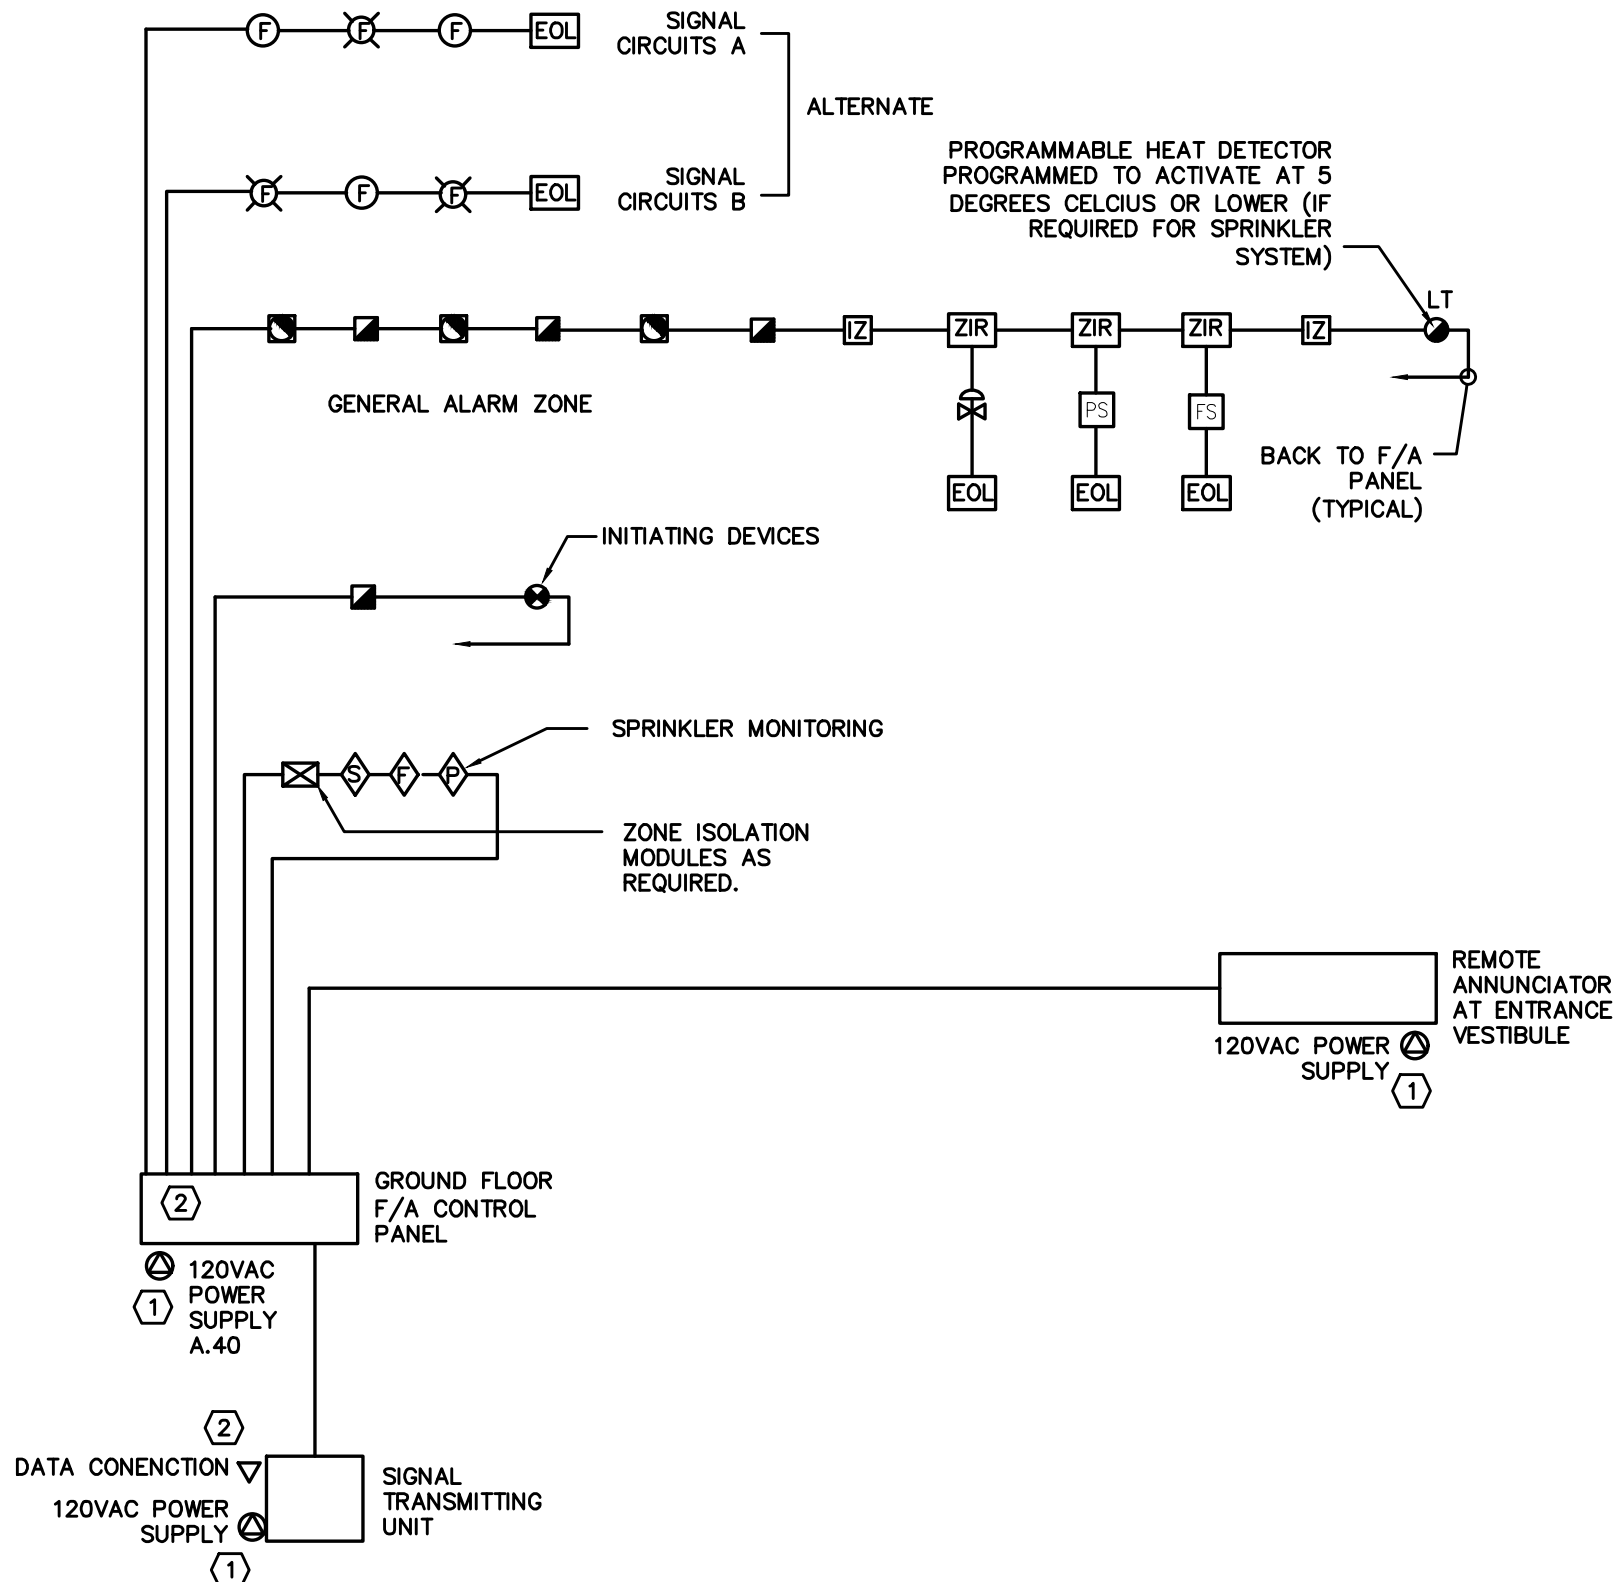 F F F EOL
SIGNAL
CIRCUITS A
ALTERNATE
F F F EOL
SIGNAL
CIRCUITS B
PROGRAMMABLE HEAT DETECTOR
PROGRAMMED TO ACTIVATE AT 5
DEGREES CELCIUS OR LOWER (IF
REQUIRED FOR SPRINKLER
SYSTEM)
LT
IZ ZIR ZIR ZIR IZ
GENERAL ALARM ZONE
PS FS
EOL EOL EOL
BACK TO F/A
PANEL
(TYPICAL)
INITIATING DEVICES
SPRINKLER MONITORING
S F P
ZONE ISOLATION
MODULES AS
REQUIRED.
REMOTE
ANNUNCIATOR
AT ENTRANCE
VESTIBULE
120VAC POWER
SUPPLY
1
2
GROUND FLOOR
F/A CONTROL
PANEL
120VAC
POWER
SUPPLY
A.40
1
2
DATA CONENCTION
120VAC POWER
SUPPLY
1
SIGNAL
TRANSMITTING
UNIT